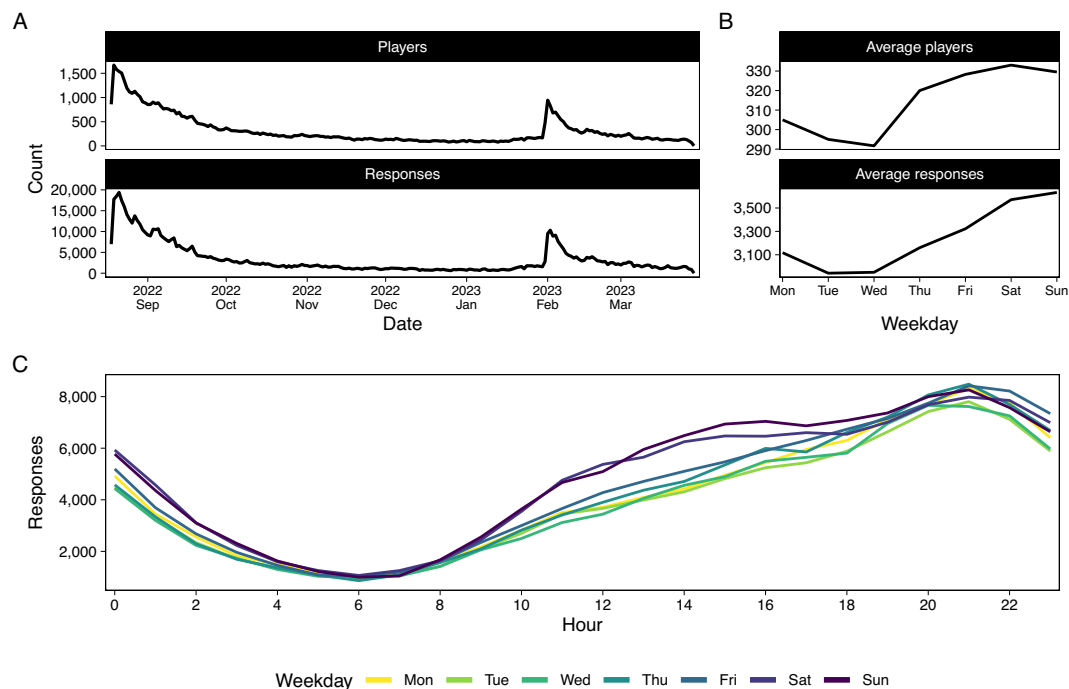 A
Players
1,500
1,000
500
0
Count
Responses
20,000
15,000
10,000
5,000
0
2022 2022 2022 2022 2023 2023 2023
Sep Oct Nov Dec Jan Feb Mar
Date
B
Average players
330
320
310
300
290
Average responses
3,500
3,300
3,100
Mon Tue Wed Thu Fri Sat Sun
Weekday
C
8,000
6,000
4,000
2,000
Responses
0 2 4 6 8 10 12 14 16 18 20 22
Hour
Weekday Mon Tue Wed Thu Fri Sat Sun